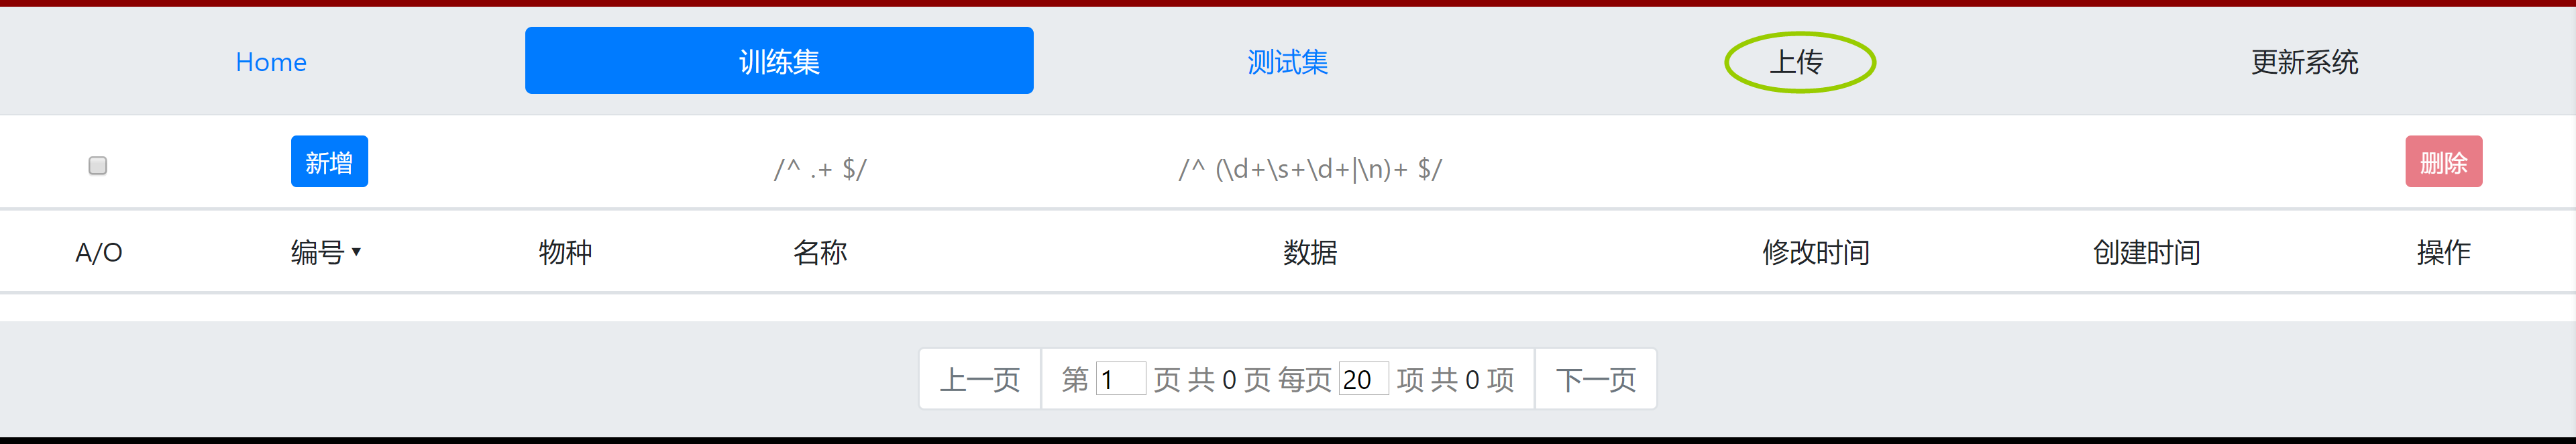 Home 训练集 测试集 上传 更新系统
新增 /^ .+ $/ /^ (\d+\s+\d+|\n)+ $/ 删除
A/O 编号 ▾ 物种 名称 数据 修改时间 创建时间 操作
上一页 第 1 页 共 0 页 每页 20 项 共 0 项 下一页